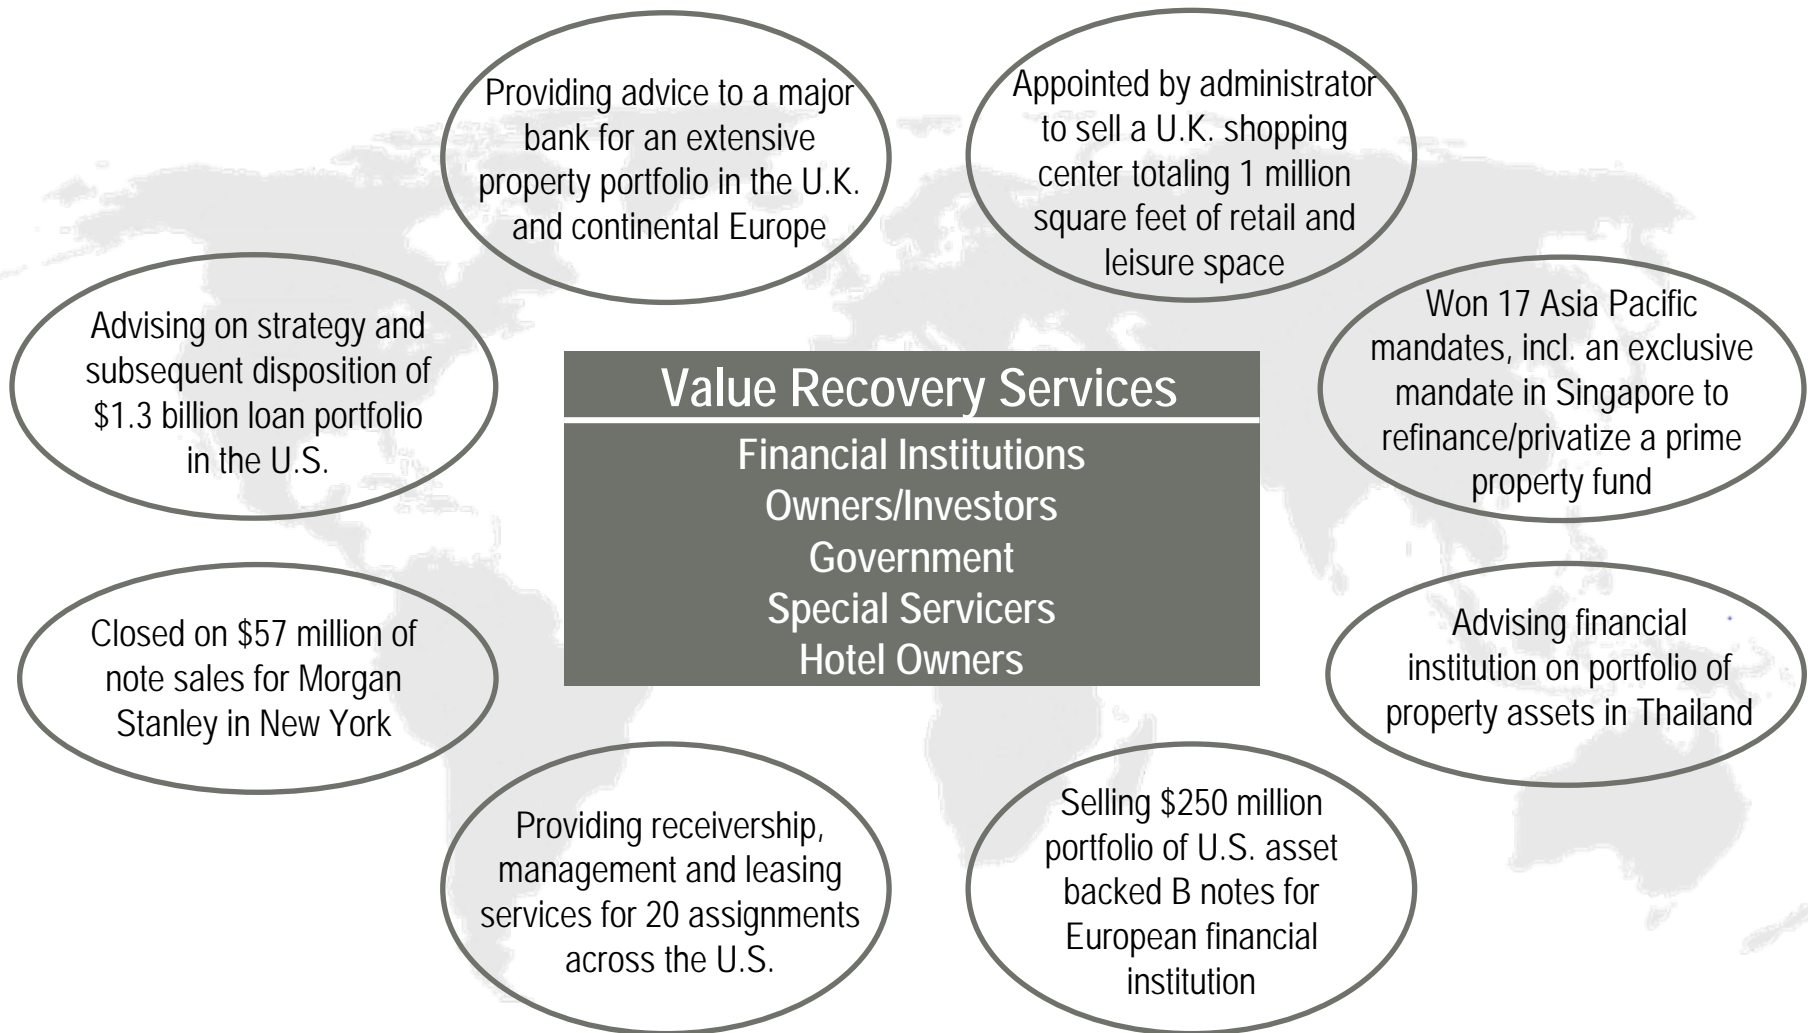 Providing advice to a major
bank for an extensive
property portfolio in the U.K.
and continental Europe
Appointed by administrator
to sell a U.K. shopping
center totaling 1 million
square feet of retail and
leisure space
Advising on strategy and
subsequent disposition of
$1.3 billion loan portfolio
in the U.S.
Value Recovery Services
Financial Institutions
Owners/Investors
Government
Special Servicers
Hotel Owners
Won 17 Asia Pacific
mandates, incl. an exclusive
mandate in Singapore to
refinance/privatize a prime
property fund
Closed on $57 million of
note sales for Morgan
Stanley in New York
Advising financial
institution on portfolio of
property assets in Thailand
Providing receivership,
management and leasing
services for 20 assignments
across the U.S.
Selling $250 million
portfolio of U.S. asset
backed B notes for
European financial
institution